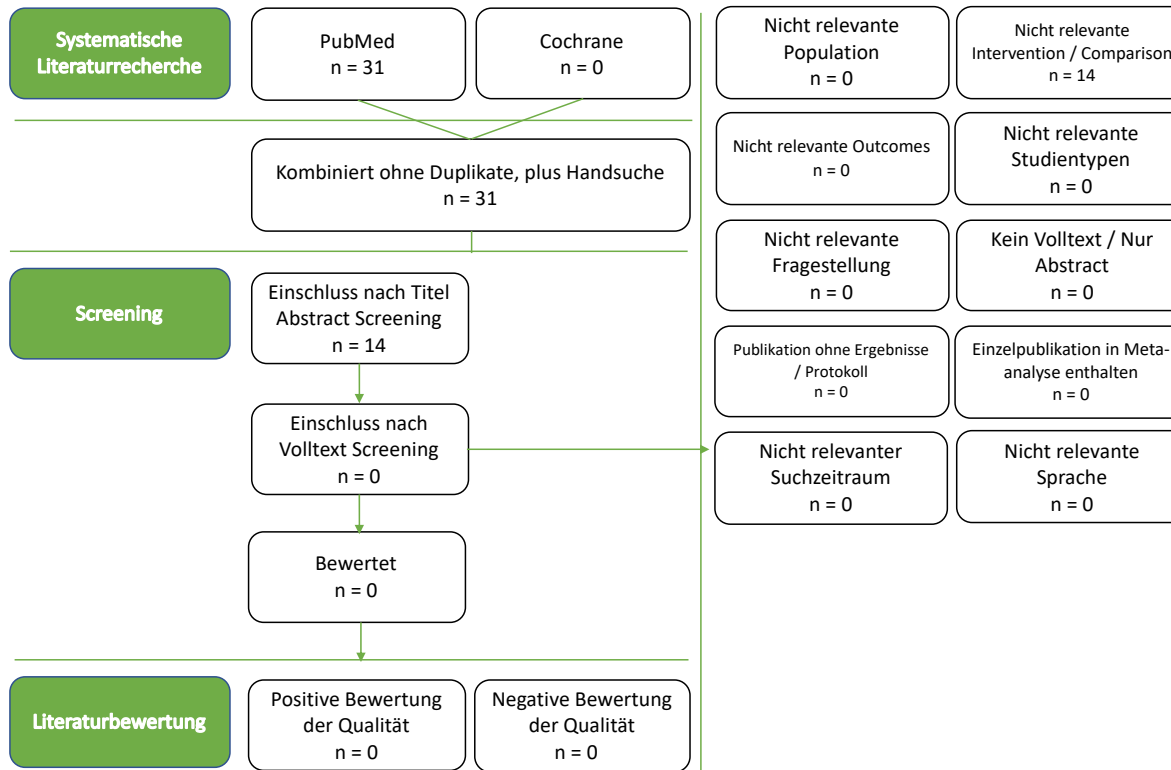 Systematische
Literaturrecherche
PubMed
n = 31
Cochrane
n = 0
Kombiniert ohne Duplikate, plus Handsuche
n = 31
Screening
Einschluss nach Titel
Abstract Screening
n = 14
Einschluss nach
Volltext Screening
n = 0
Bewertet
n = 0
Literaturbewertung
Positive Bewertung
der Qualität
n = 0
Negative Bewertung
der Qualität
n = 0
Nicht relevante
Population
n = 0
Nicht relevante
Intervention / Comparison
n = 14
Nicht relevante Outcomes
n = 0
Nicht relevante
Studientypen
n = 0
Nicht relevante
Fragestellung
n = 0
Kein Volltext / Nur
Abstract
n = 0
Publikation ohne Ergebnisse
/ Protokoll
n = 0
Einzelpublikation in Meta-
analyse enthalten
n = 0
Nicht relevanter
Suchzeitraum
n = 0
Nicht relevante
Sprache
n = 0